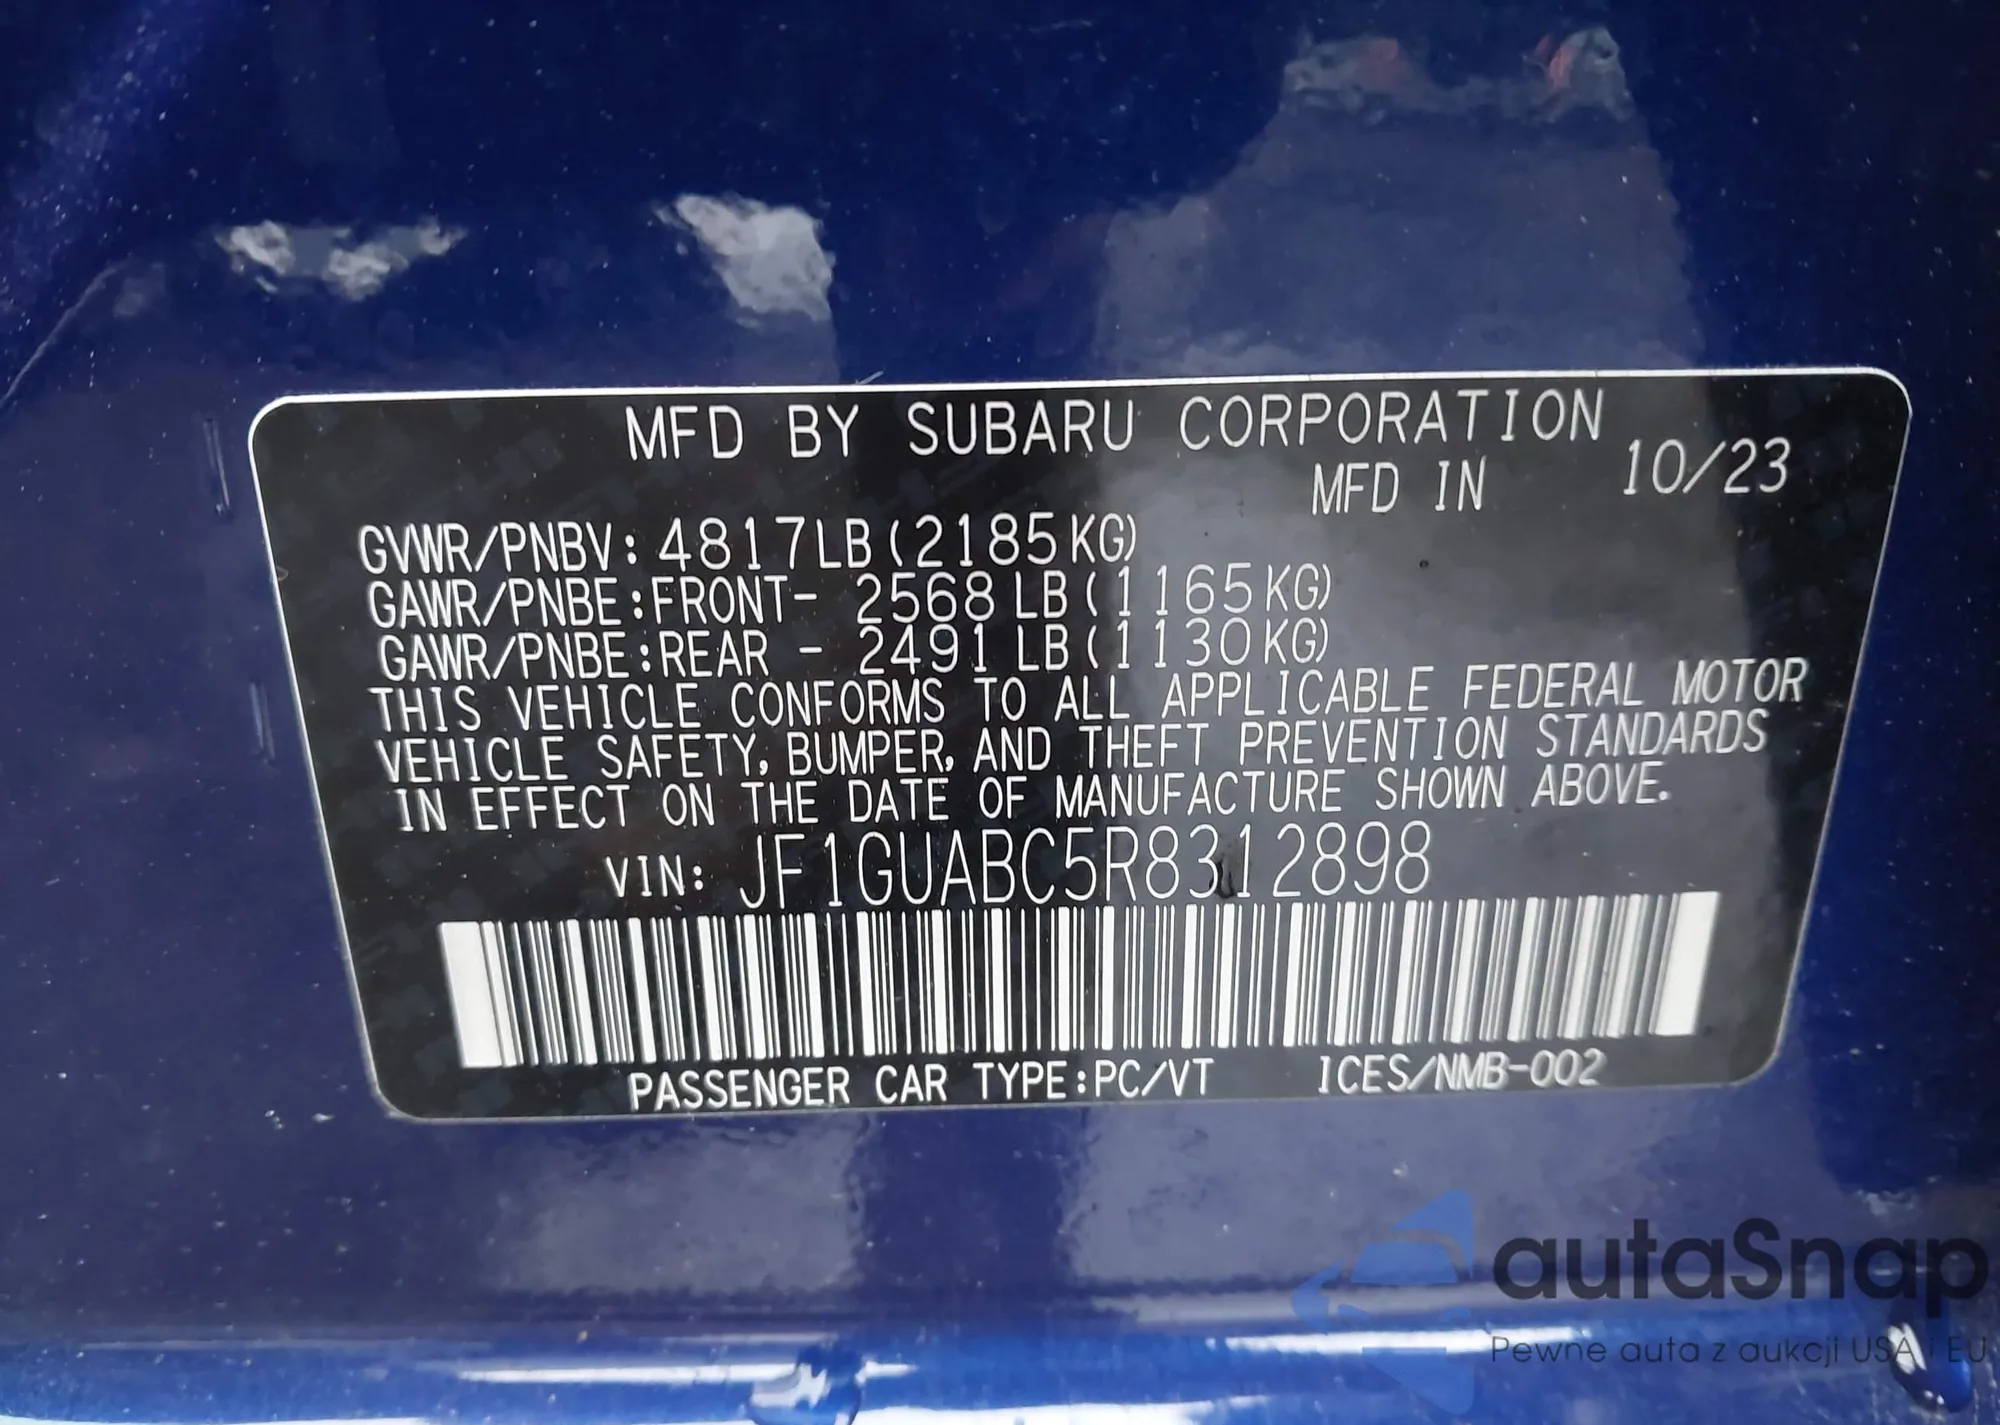 MFD BY SUBARU CORPORATION
MFD IN 10/23
GVWR/PNBV: 4817LB(2185KG)
GAWR/PNBE:FRONT- 2568 LB(1165KG)
GAWR/PNBE:REAR - 2491 LB(1130KG)
THIS VEHICLE CONFORMS TO ALL APPLICABLE FEDERAL MOTOR
VEHICLE SAFETY, BUMPER, AND THEFT PREVENTION STANDARDS
IN EFFECT ON THE DATE OF MANUFACTURE SHOWN ABOVE.
VIN: JF1GUABC5R8312898
PASSENGER CAR TYPE:PC/VT ICES/NMB-002
autaSnap
Pewne auta z aukcji USA i EU